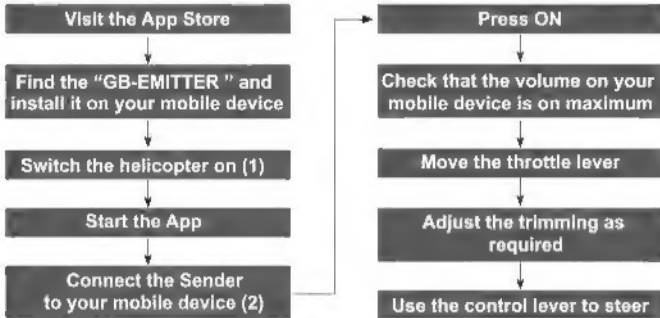 Visit the App Store
Find the “GB-EMITTER ” and
install it on your mobile device
Switch the helicopter on (1)
Start the App
Connect the Sender
to your mobile device (2)
Press ON
Check that the volume on your
mobile device is on maximum
Move the throttle lever
Adjust the trimming as
required
Use the control lever to steer